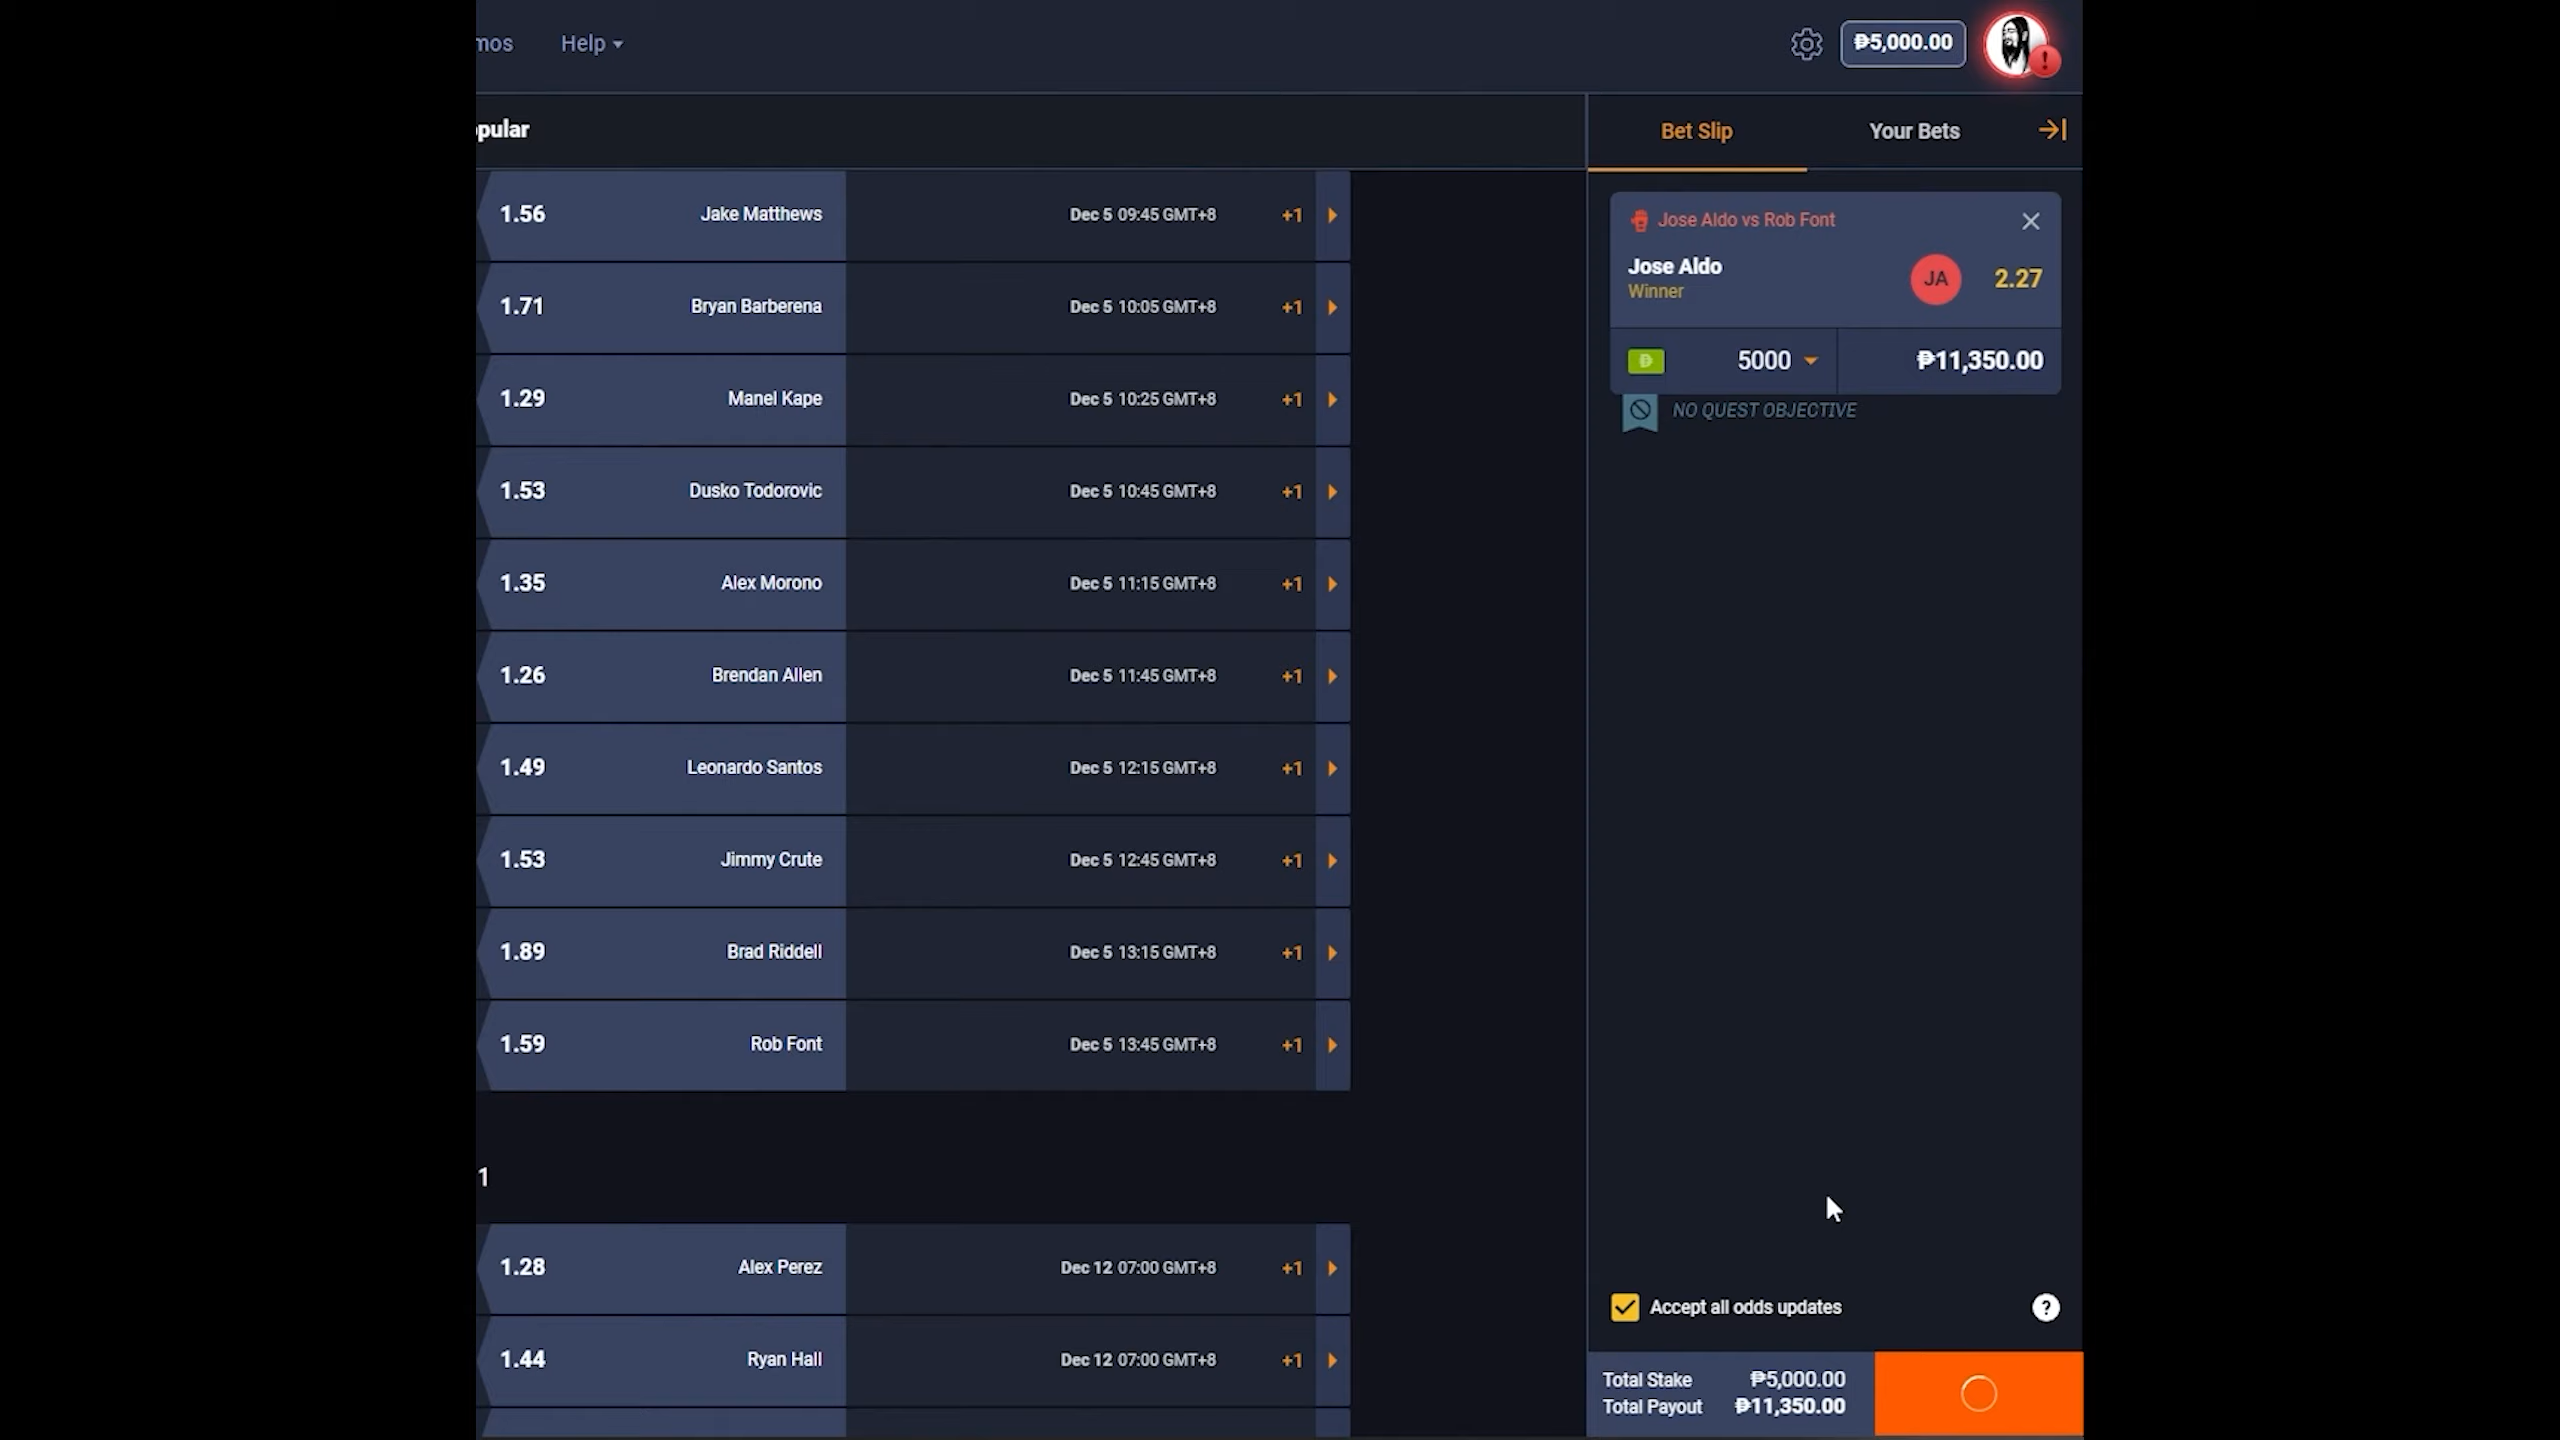 Help
₱5,000.00
Bet Slip
Your Bets
1.56 Jake Matthews Dec 5 09:45 GMT+8 +1
1.71 Bryan Barberena Dec 5 10:05 GMT+8 +1
1.29 Manel Kape Dec 5 10:25 GMT+8 +1
1.53 Dusko Todorovic Dec 5 10:45 GMT+8 +1
1.35 Alex Morono Dec 5 11:15 GMT+8 +1
1.26 Brendan Allen Dec 5 11:45 GMT+8 +1
1.49 Leonardo Santos Dec 5 12:15 GMT+8 +1
1.53 Jimmy Crute Dec 5 12:45 GMT+8 +1
1.89 Brad Riddell Dec 5 13:15 GMT+8 +1
1.59 Rob Font Dec 5 13:45 GMT+8 +1
1
1.28 Alex Perez Dec 12 07:00 GMT+8 +1
1.44 Ryan Hall Dec 12 07:00 GMT+8 +1
Jose Aldo vs Rob Font
Jose Aldo
Winner
JA
2.27
5000
₱11,350.00
NO QUEST OBJECTIVE
Accept all odds updates
?
Total Stake ₱5,000.00
Total Payout ₱11,350.00